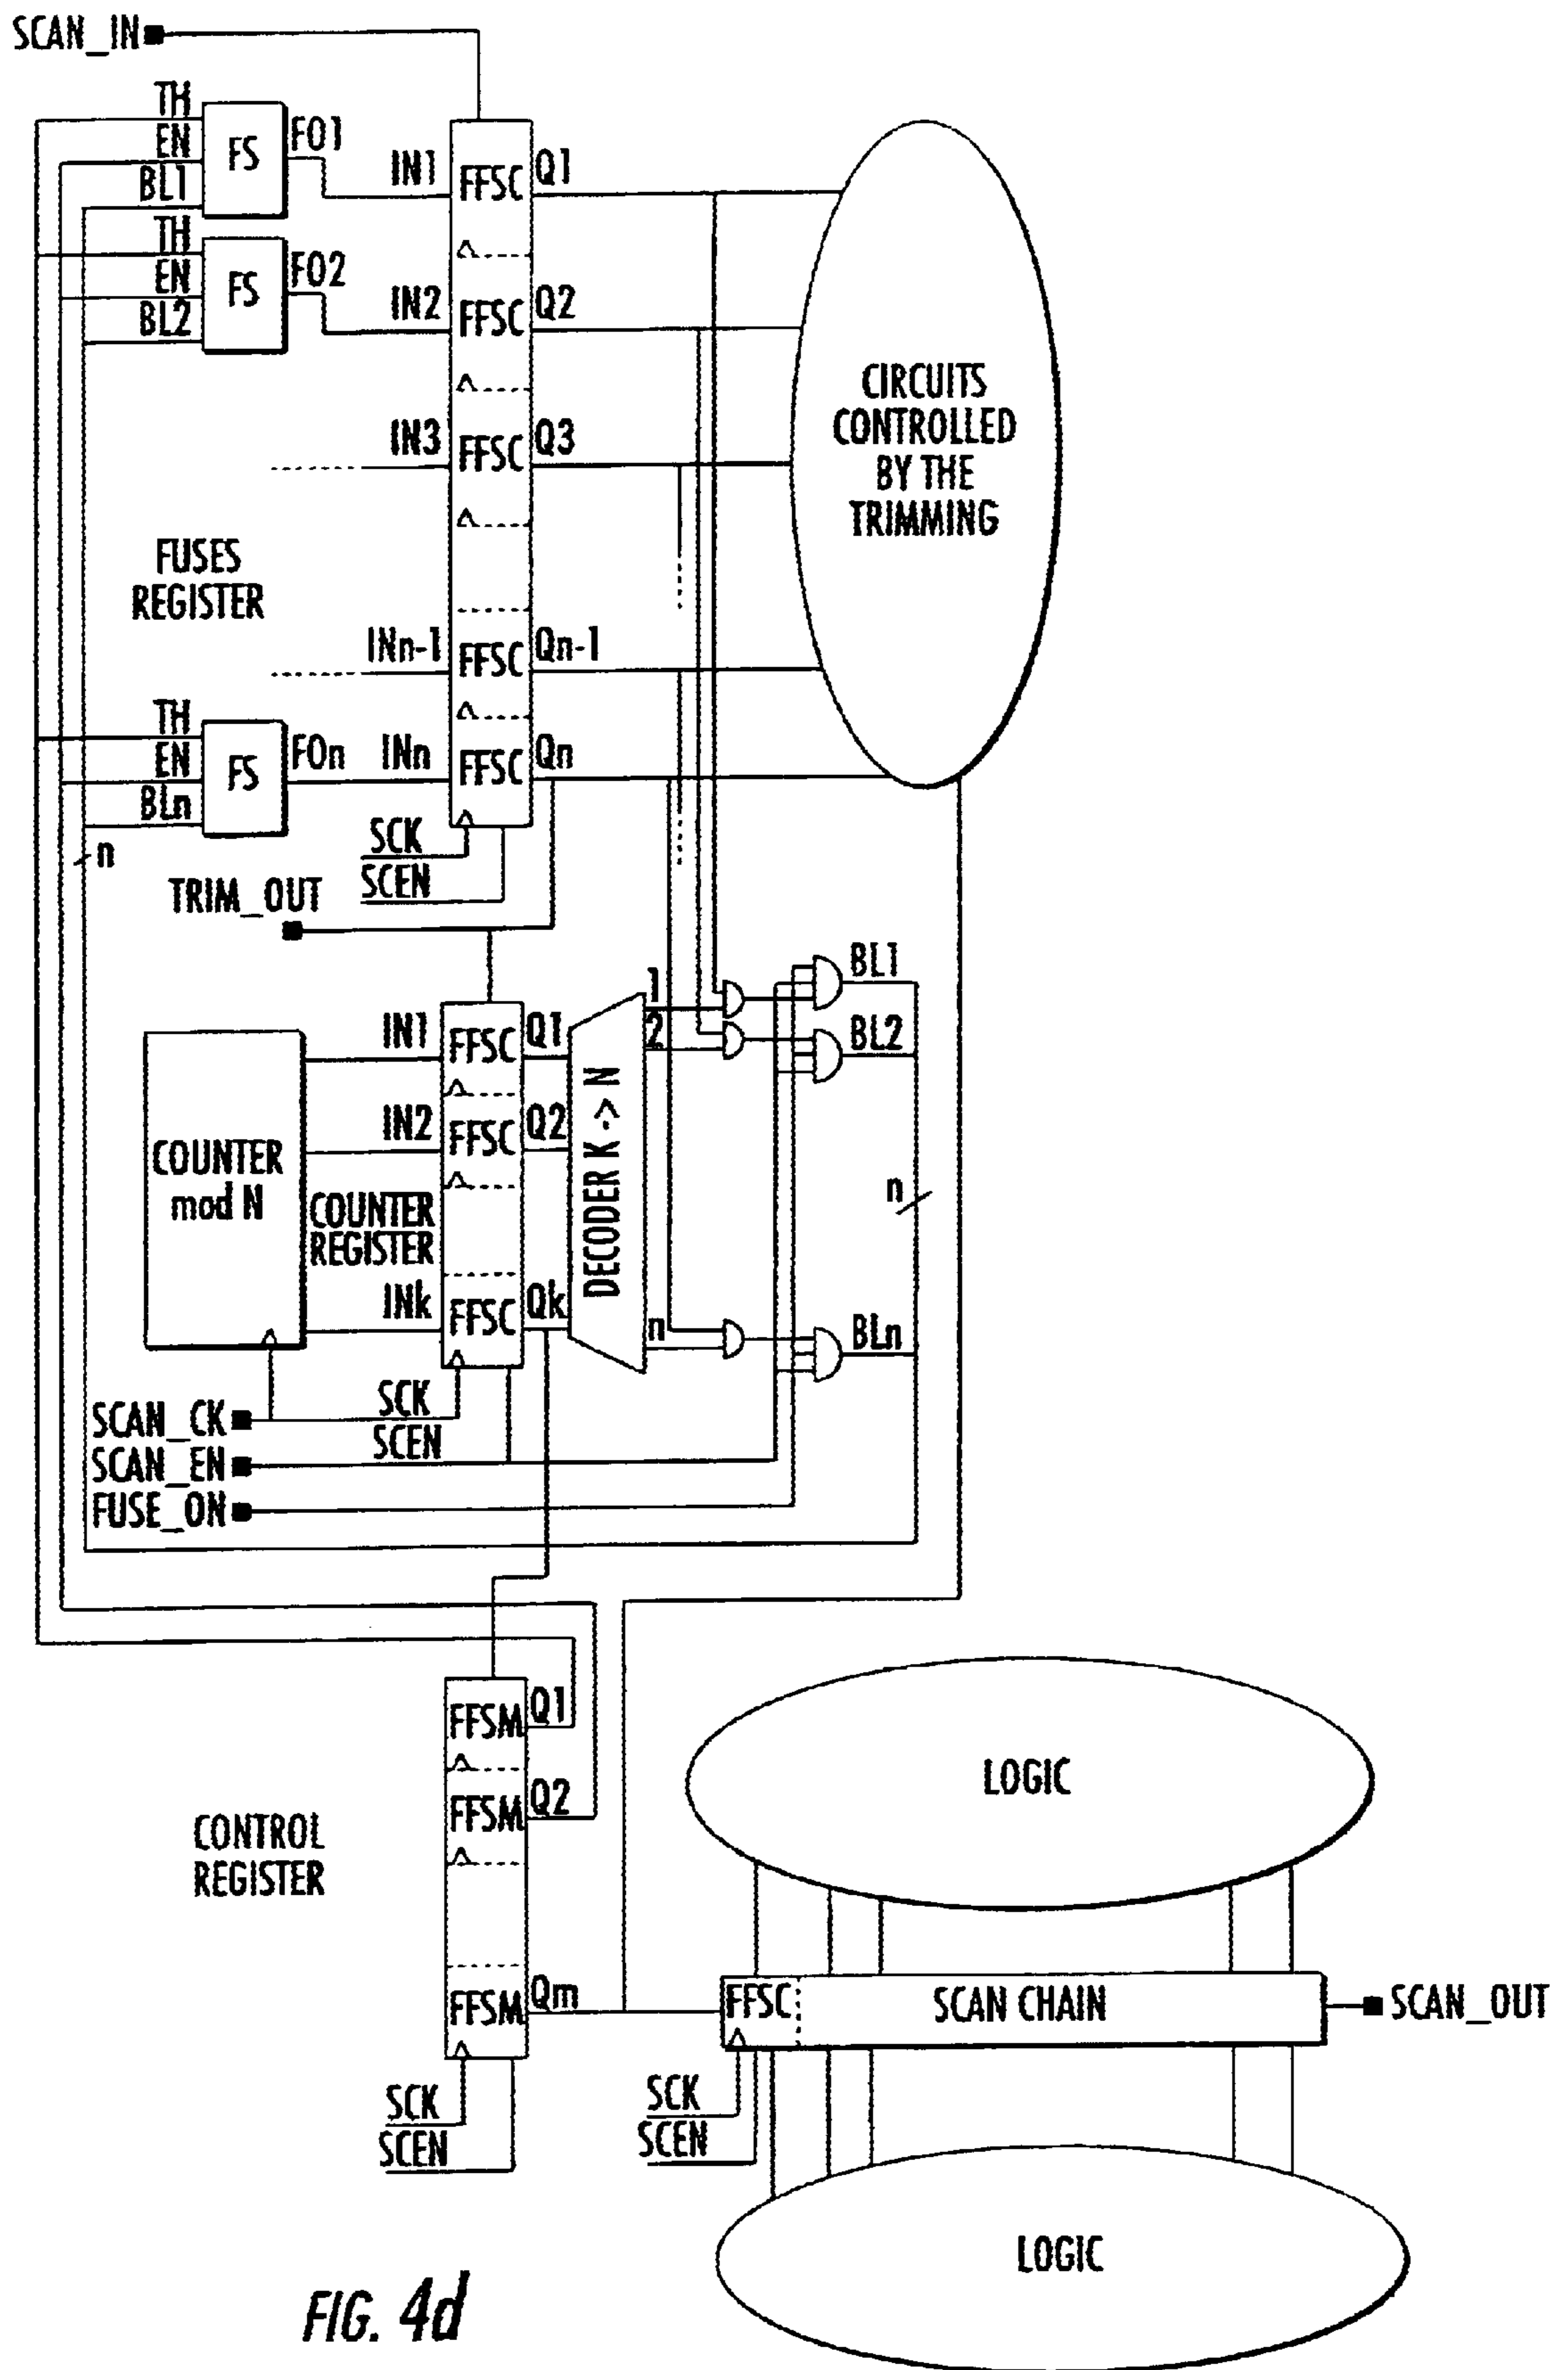 SCAN_IN
TH
EN
BL1
FS
FO1
IN1
FFSC
Q1
TH
EN
BL2
FS
FO2
IN2
FFSC
Q2
CIRCUITS
CONTROLLED
BY THE
TRIMMING
IN3
FFSC
Q3
FUSES
REGISTER
INn-1
FFSC
Qn-1
TH
EN
BLn
FS
FOn
INn
FFSC
Qn
n
SCK
SCEN
TRIM_OUT
COUNTER
mod N
COUNTER
REGISTER
IN1
FFSC
Q1
IN2
FFSC
Q2
INk
FFSC
Qk
DECODER K -> N
1
2
n
BL1
BL2
BLn
n
SCAN_CK
SCK
SCAN_EN
SCEN
FUSE_ON
CONTROL
REGISTER
FFSM
Q1
FFSM
Q2
FFSM
Qm
SCK
SCEN
LOGIC
FFSC
SCAN CHAIN
SCAN_OUT
SCK
SCEN
LOGIC
FIG. 4d